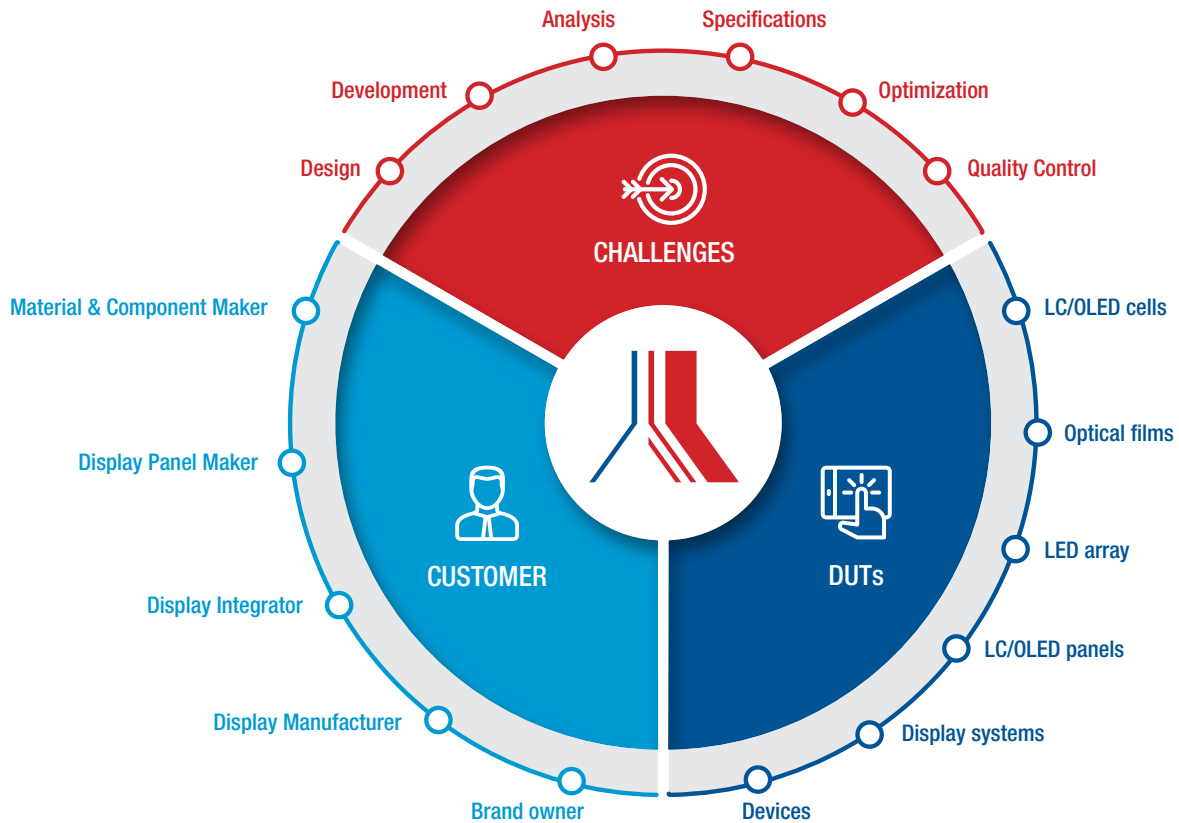 Analysis
Specifications
Development
Optimization
Design
Quality Control
CHALLENGES
Material & Component Maker
LC/OLED cells
Display Panel Maker
Optical films
CUSTOMER
DUTs
LED array
Display Integrator
LC/OLED panels
Display Manufacturer
Display systems
Brand owner
Devices